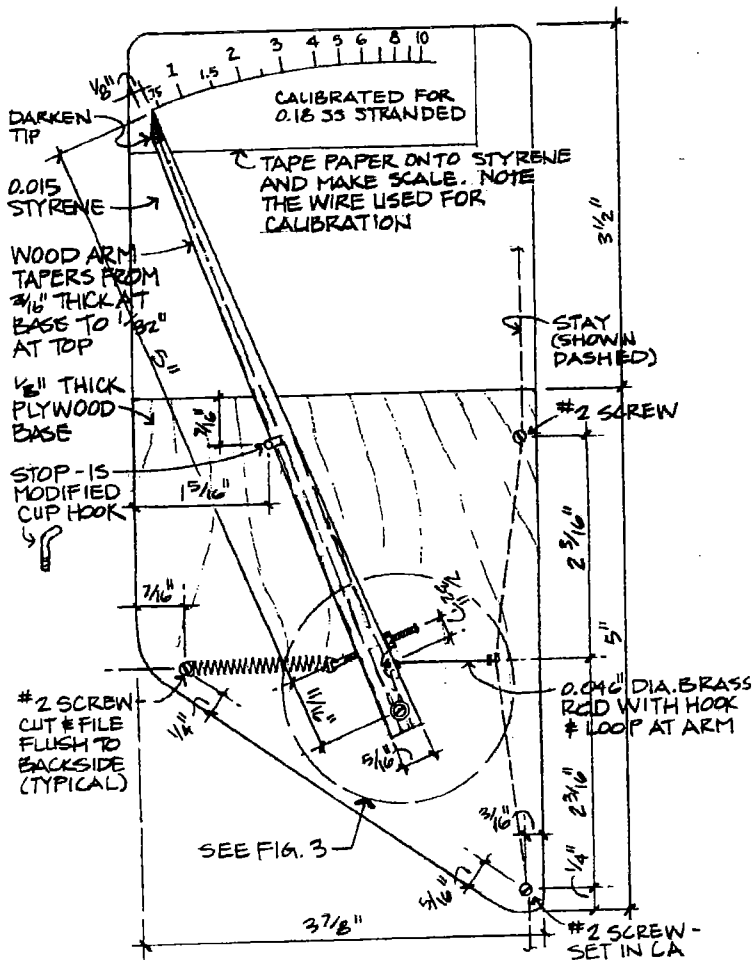 1 1.5 2 3 4 5 6 8 10
.75
1/8"
CALIBRATED FOR
0.18 SS STRANDED
DARKEN
TIP
TAPE PAPER ONTO STYRENE
AND MAKE SCALE. NOTE
THE WIRE USED FOR
CALIBRATION
0.015
STYRENE
3 1/2"
WOOD ARM
TAPERS FROM
3/16" THICK AT
BASE TO 1/32"
AT TOP
5"
STAY
(SHOWN
DASHED)
1/8" THICK
PLYWOOD
BASE
7/16"
#2 SCREW
STOP-IS
MODIFIED
CUP HOOK
1 5/16"
2 3/16"
7/16"
5"
#2 SCREW
CUT & FILE
FLUSH TO
BACKSIDE
(TYPICAL)
1/4"
11/16"
5/16"
0.046" DIA. BRASS
ROD WITH HOOK
& LOOP AT ARM
3/16"
2 3/16"
SEE FIG. 3
1/4"
5/16"
3 7/8"
#2 SCREW-
SET IN CA